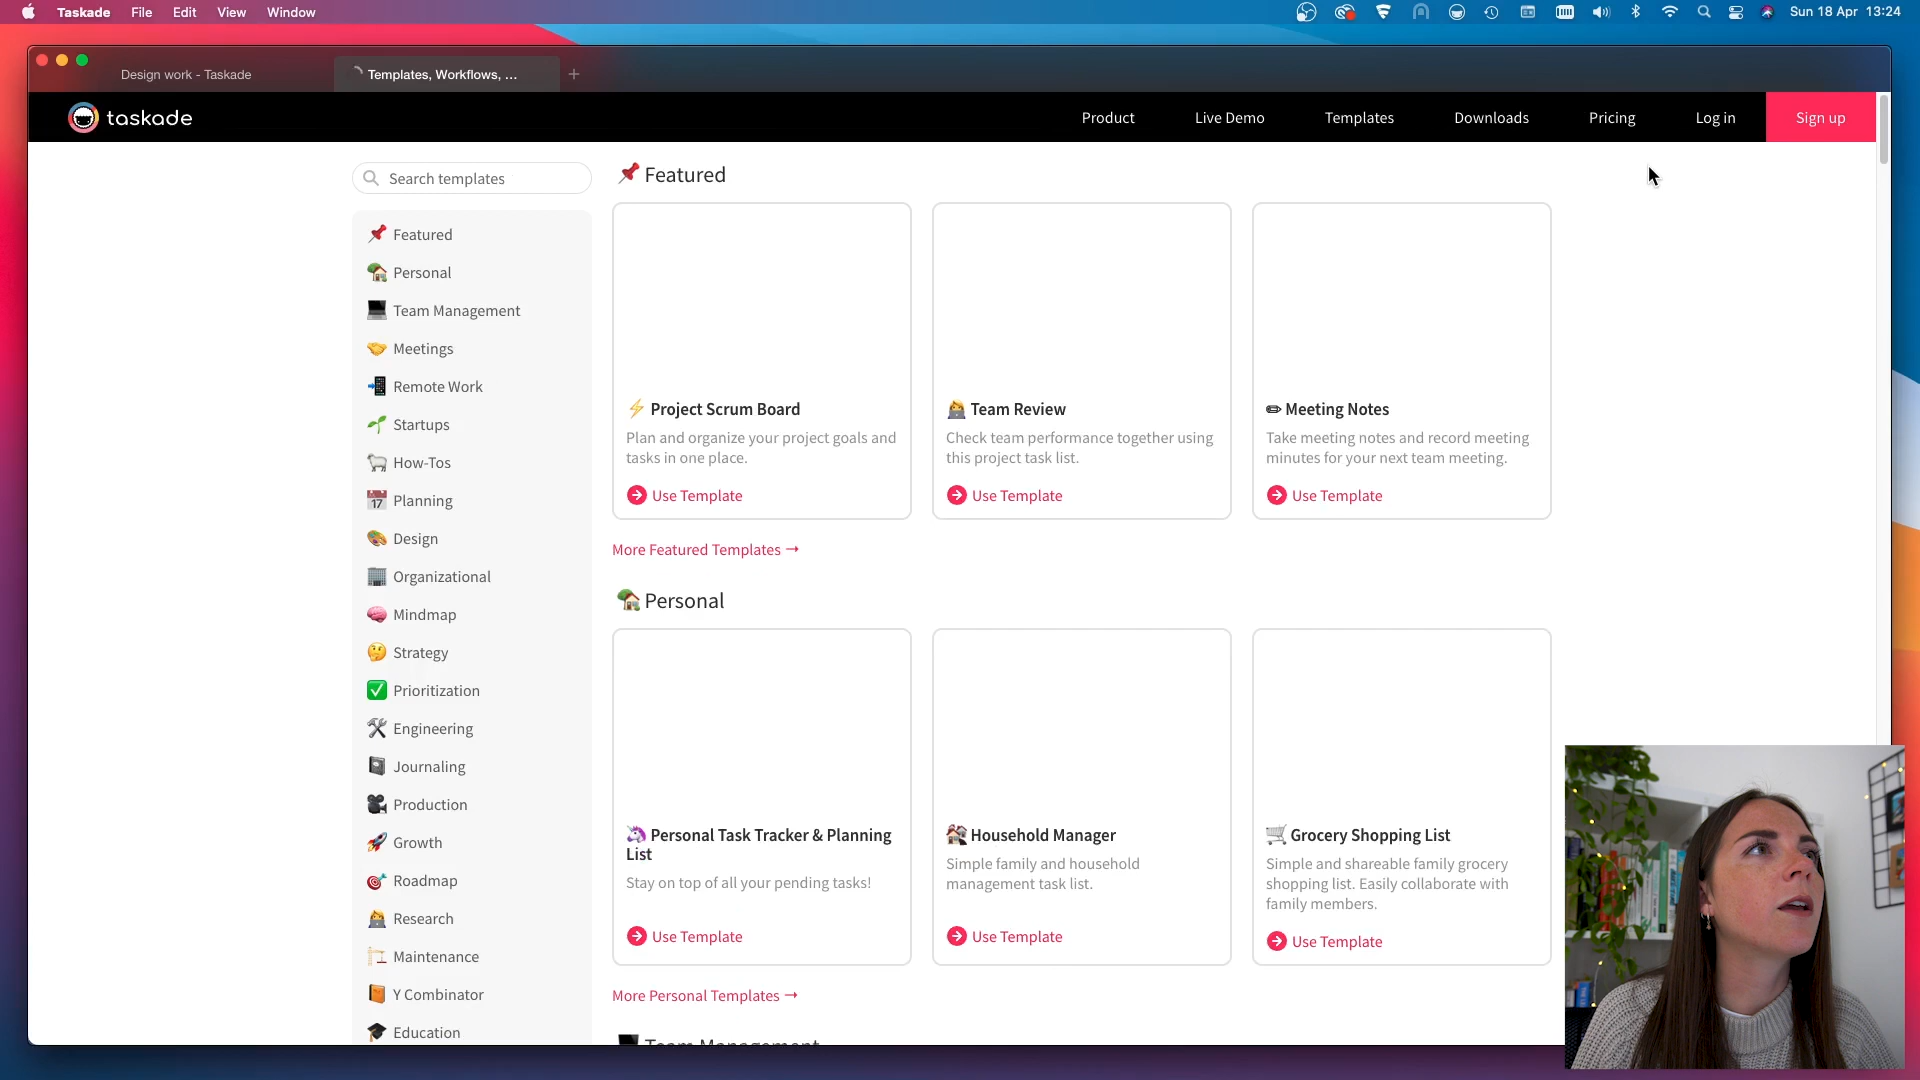 Taskade File Edit View Window
Sun 18 Apr 13:24
Design work - Taskade
Templates, Workflows, ...
taskade
Product Live Demo Templates Downloads Pricing Log in Sign up
Search templates
Featured
Personal
Team Management
Meetings
Remote Work
Startups
How-Tos
17 Planning
Design
Organizational
Mindmap
Strategy
Prioritization
Engineering
Journaling
Production
Growth
Roadmap
Research
Maintenance
Y Combinator
Education
Featured
Project Scrum Board
Plan and organize your project goals and
tasks in one place.
Use Template
Team Review
Check team performance together using
this project task list.
Use Template
Meeting Notes
Take meeting notes and record meeting
minutes for your next team meeting.
Use Template
More Featured Templates →
Personal
Personal Task Tracker & Planning
List
Stay on top of all your pending tasks!
Use Template
Household Manager
Simple family and household
management task list.
Use Template
Grocery Shopping List
Simple and shareable family grocery
shopping list. Easily collaborate with
family members.
Use Template
More Personal Templates →
Team Management